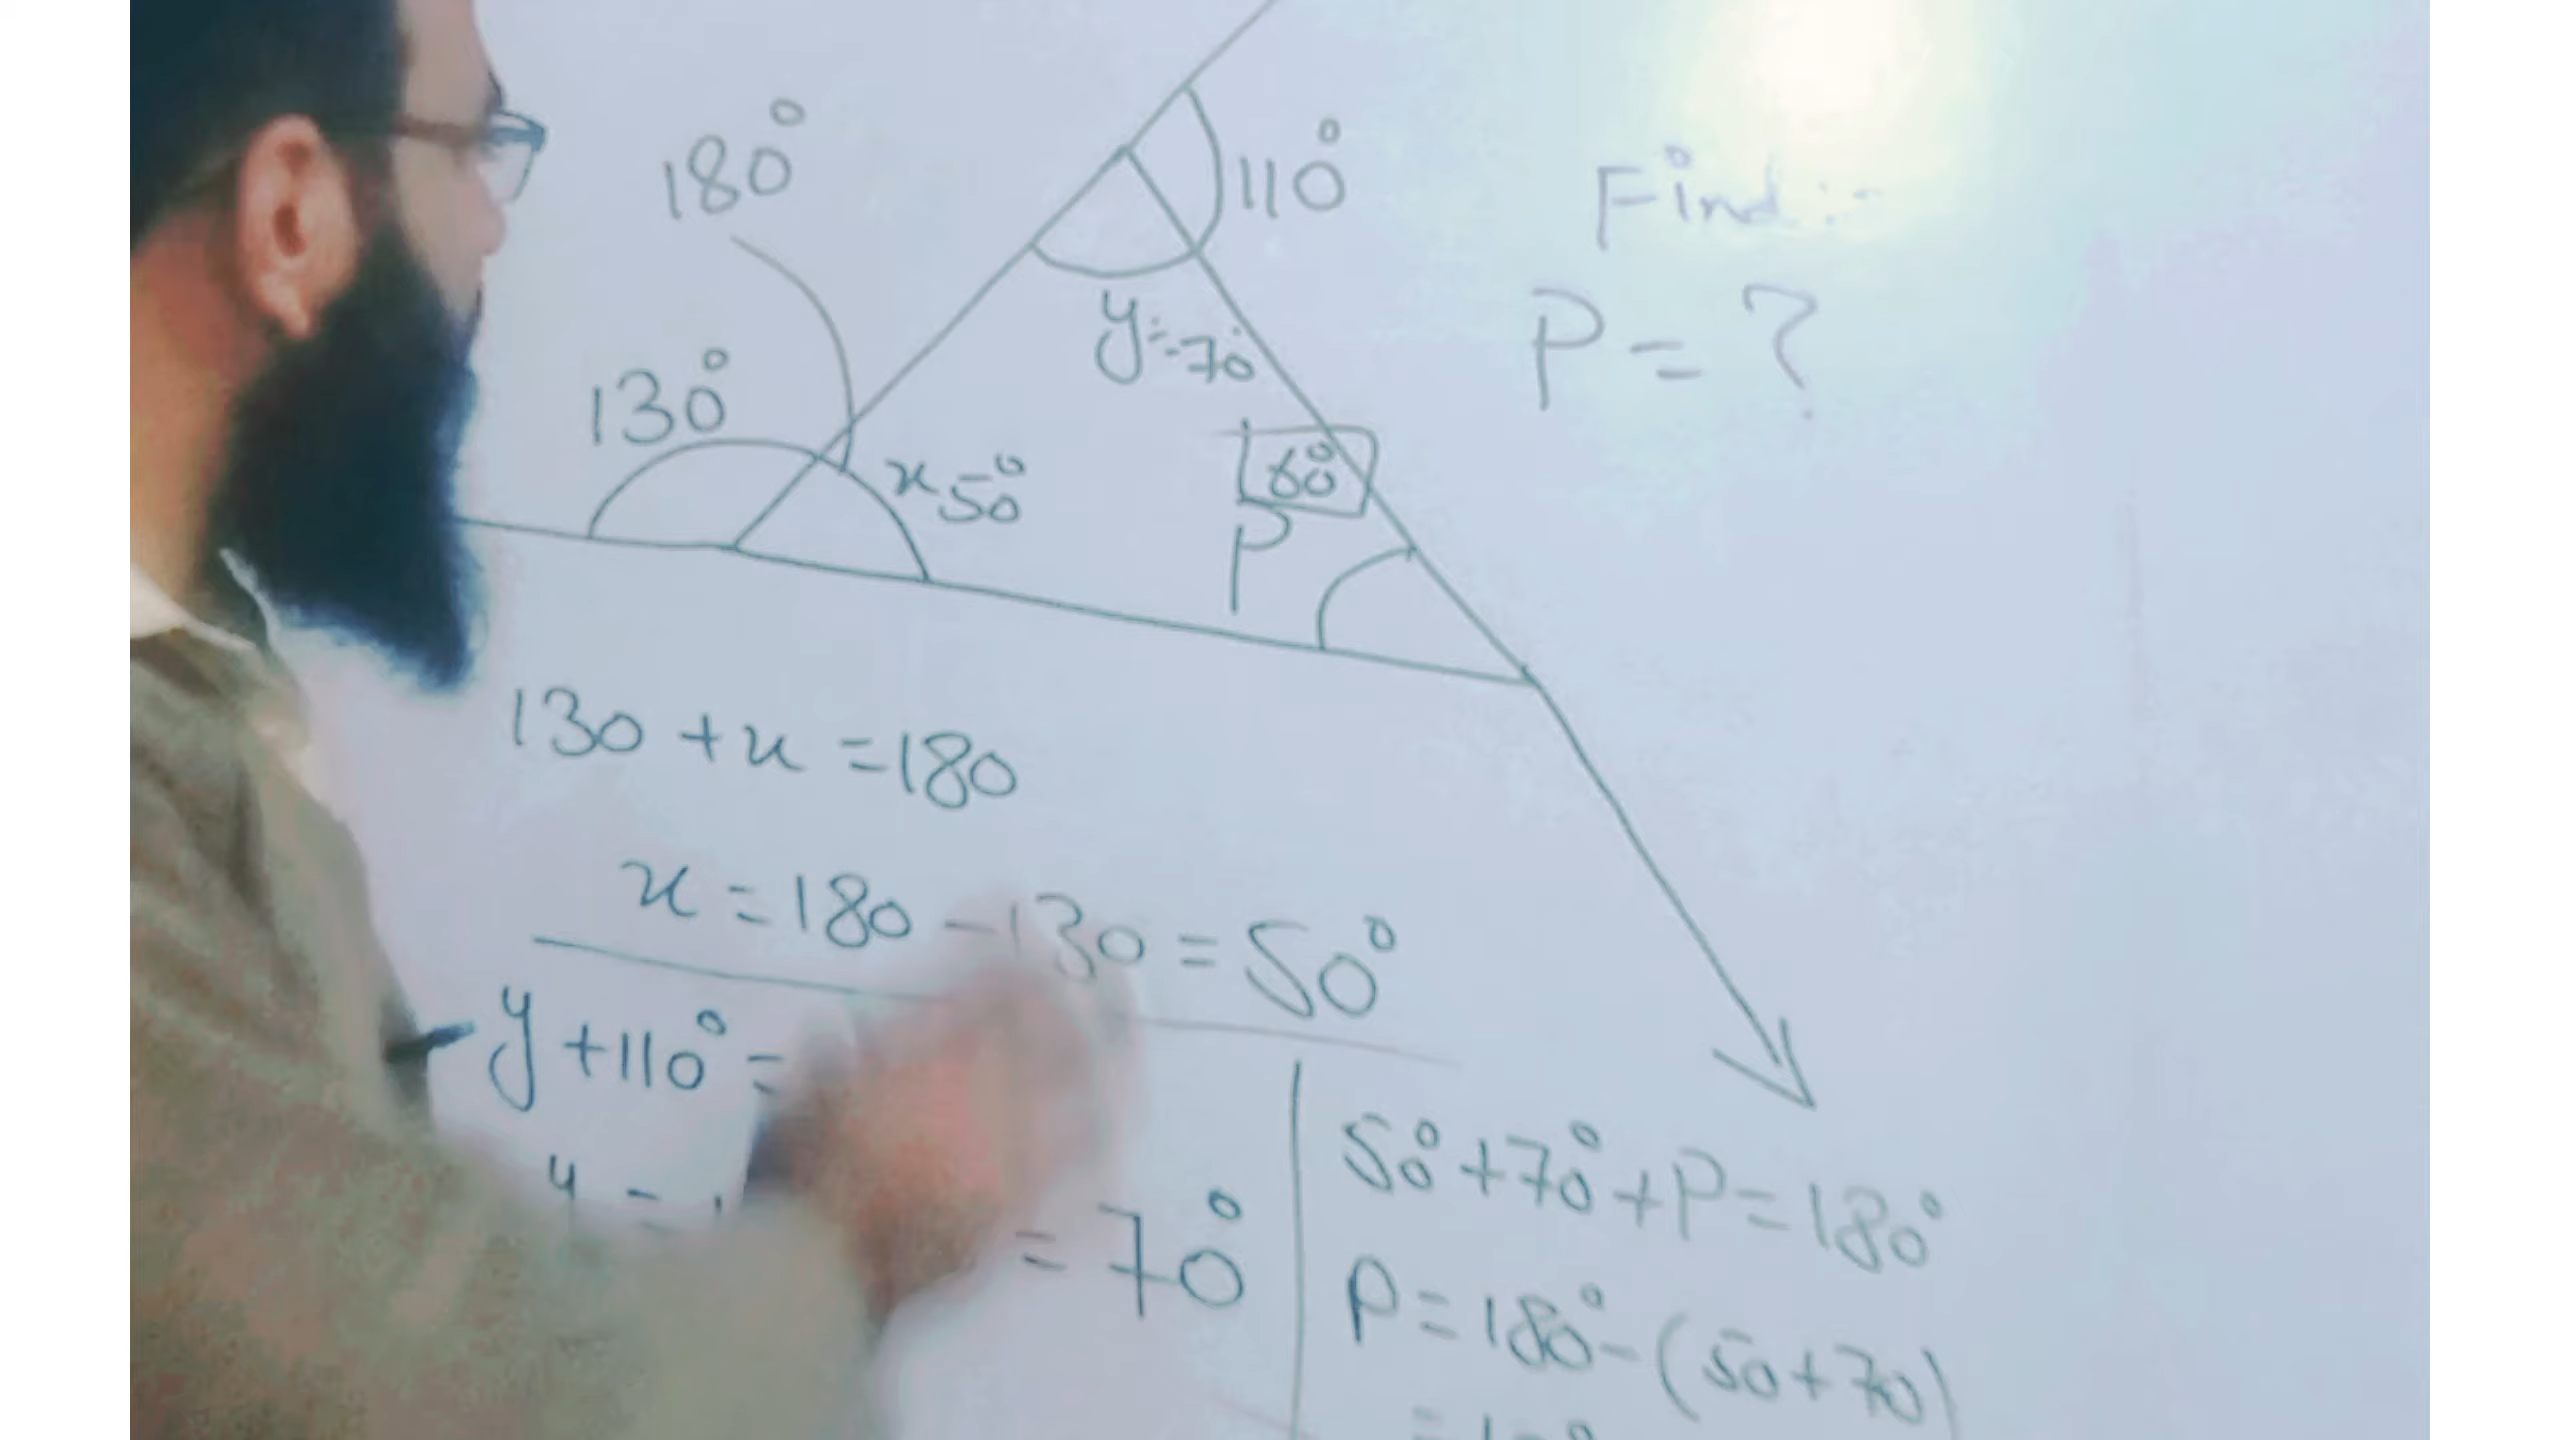 180°
110°
Find:-
P = ?
130°
y=70°
x 50°
60°
P
130 + x = 180
x = 180 - 130 = 50°
y + 110° =
y =
= 70°
50° + 70° + P = 180°
P = 180° - (50 + 70)